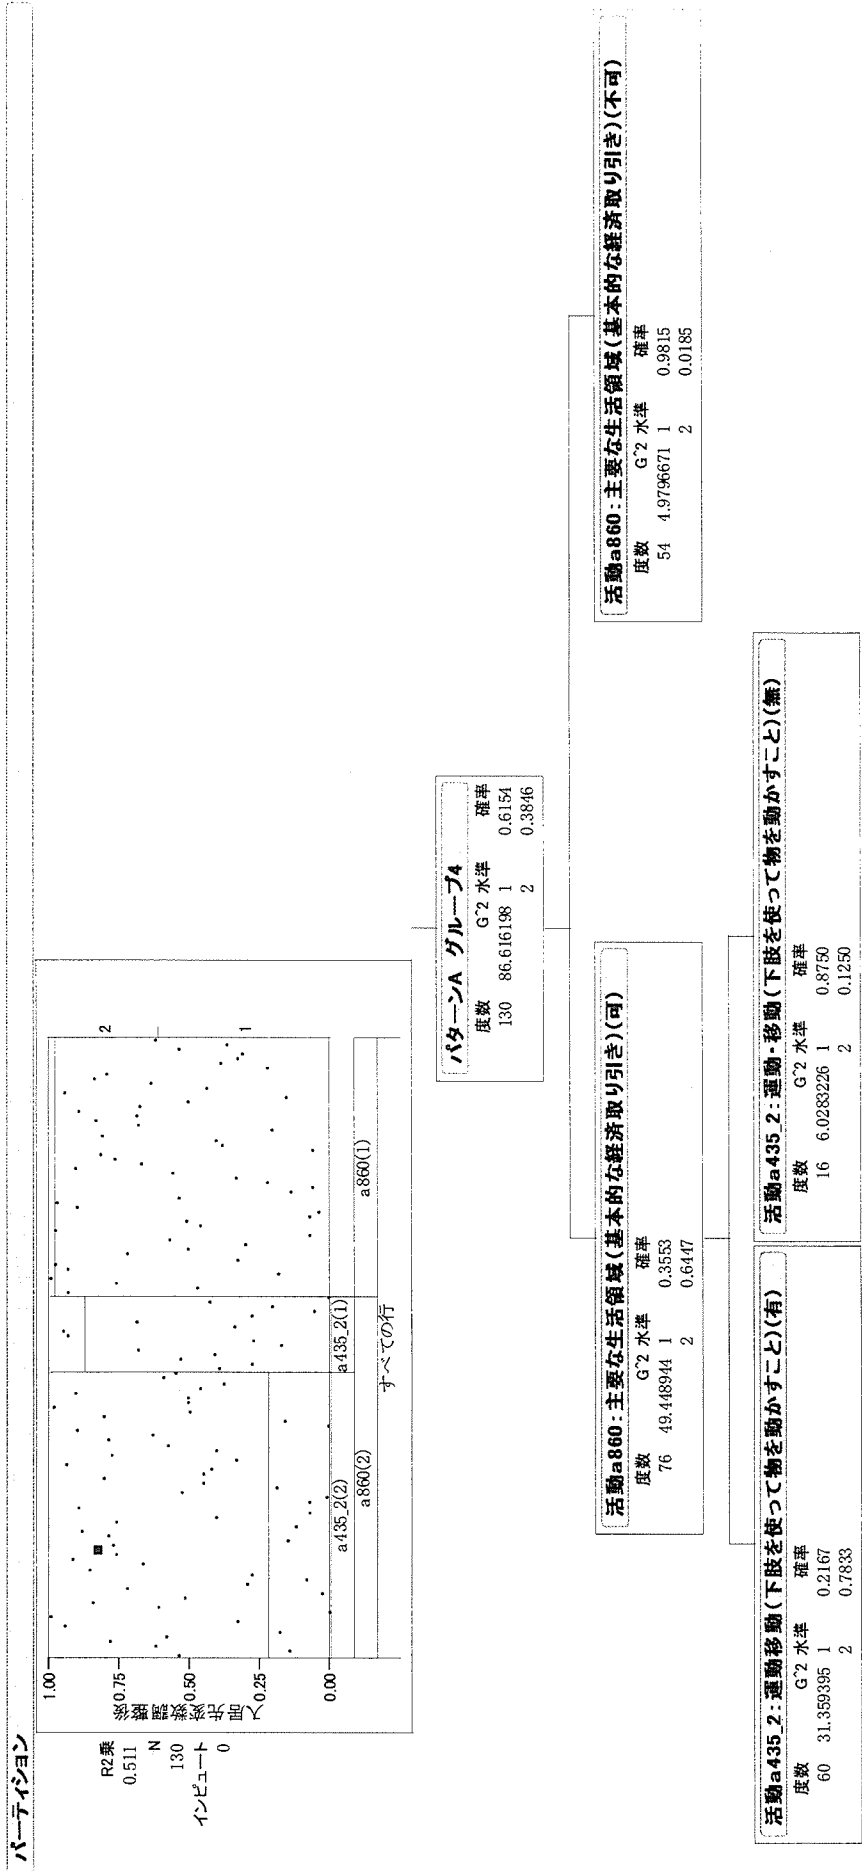 パーティション
1.00
0.75
0.50
0.25
0.00
入居先変数調整後
2
1
a435_2(2)
a435_2(1)
a860(2)
a860(1)
すべての行
R2乗
0.511
N
130
インピュート
0
パターンA グループ4
度数 G^2 水準 確率
130 86.616198 1 0.6154
2 0.3846
活動a860:主要な生活領域(基本的な経済取り引き)(可)
度数 G^2 水準 確率
76 49.448944 1 0.3553
2 0.6447
活動a860:主要な生活領域(基本的な経済取り引き)(不可)
度数 G^2 水準 確率
54 4.9796671 1 0.9815
2 0.0185
活動a435_2:運動移動(下肢を使って物を動かすこと)(有)
度数 G^2 水準 確率
60 31.359395 1 0.2167
2 0.7833
活動a435_2:運動・移動(下肢を使って物を動かすこと)(無)
度数 G^2 水準 確率
16 6.0283226 1 0.8750
2 0.1250